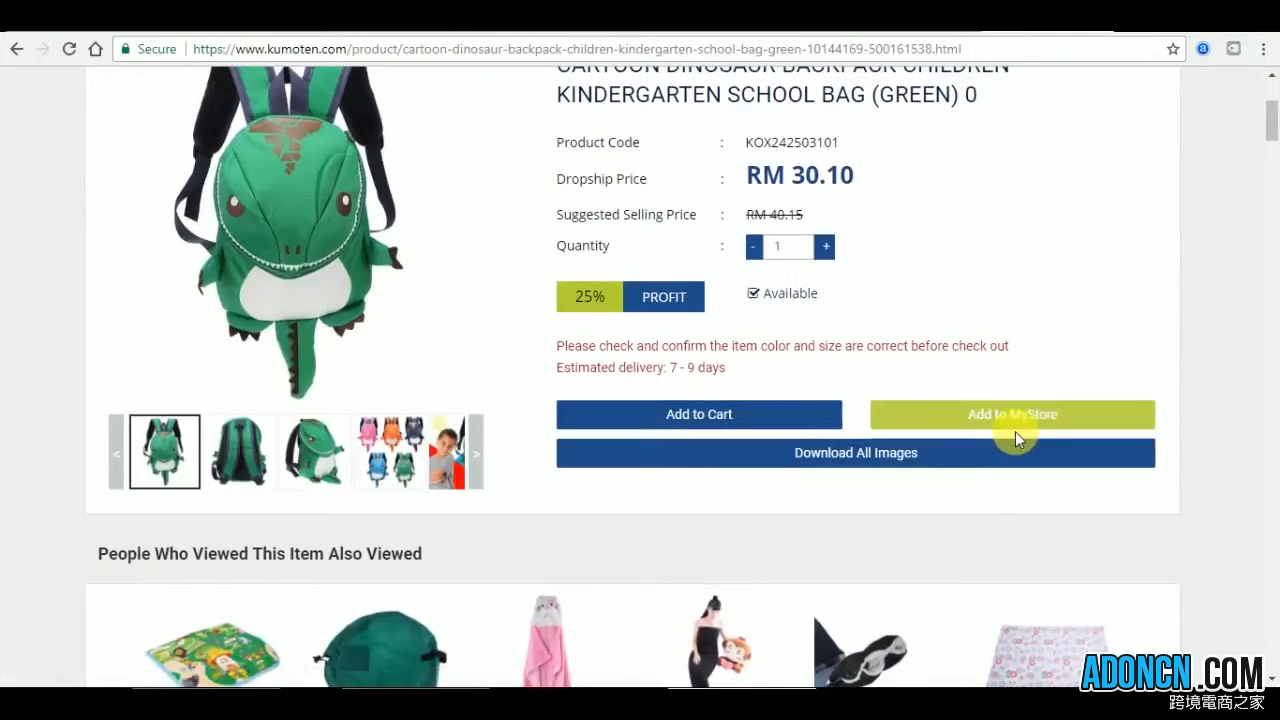 Secure https://www.kumoten.com/product/cartoon-dinosaur-backpack-children-kindergarten-school-bag-green-10144169-500161538.html
CARTOON DINOSAUR BACKPACK CHILDREN
KINDERGARTEN SCHOOL BAG (GREEN) 0
Product Code : KOX242503101
Dropship Price : RM 30.10
Suggested Selling Price : RM 40.15
Quantity : - 1 +
25% PROFIT Available
Please check and confirm the item color and size are correct before check out
Estimated delivery: 7 - 9 days
Add to Cart Add to MyStore
< >
Download All Images
People Who Viewed This Item Also Viewed
ADONCN.COM
跨境電商之家